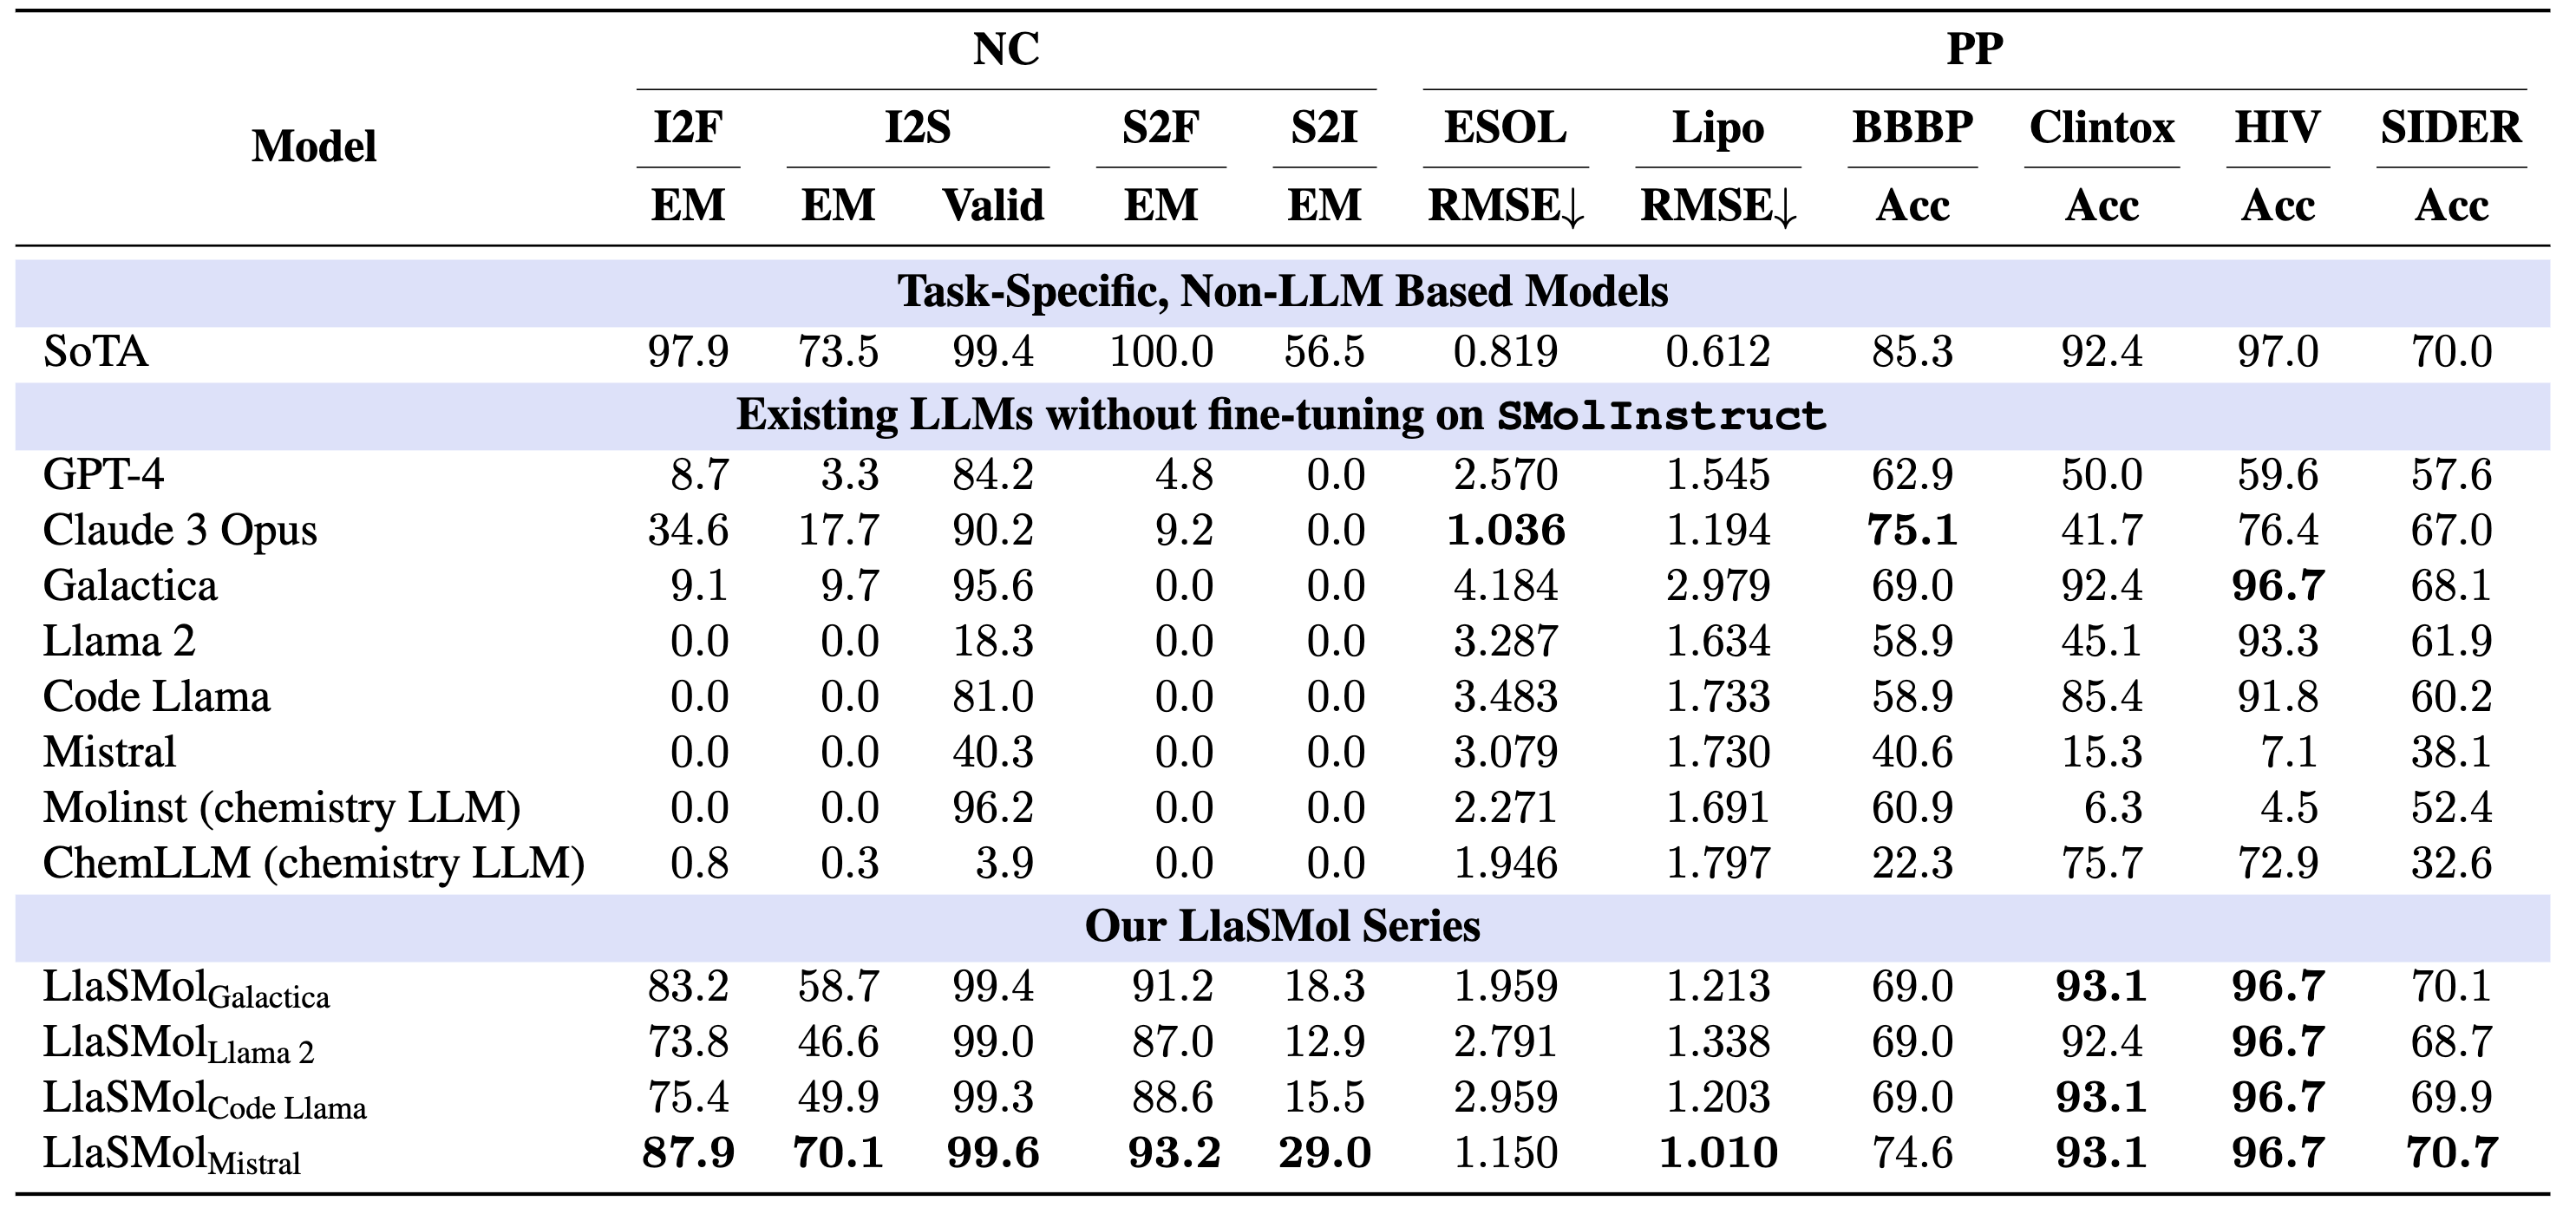 NC PP
Model I2F I2S S2F S2I ESOL Lipo BBBP Clintox HIV SIDER
EM EM Valid EM EM RMSE↓ RMSE↓ Acc Acc Acc Acc
Task-Specific, Non-LLM Based Models
SoTA 97.9 73.5 99.4 100.0 56.5 0.819 0.612 85.3 92.4 97.0 70.0
Existing LLMs without fine-tuning on SMolInstruct
GPT-4 8.7 3.3 84.2 4.8 0.0 2.570 1.545 62.9 50.0 59.6 57.6
Claude 3 Opus 34.6 17.7 90.2 9.2 0.0 1.036 1.194 75.1 41.7 76.4 67.0
Galactica 9.1 9.7 95.6 0.0 0.0 4.184 2.979 69.0 92.4 96.7 68.1
Llama 2 0.0 0.0 18.3 0.0 0.0 3.287 1.634 58.9 45.1 93.3 61.9
Code Llama 0.0 0.0 81.0 0.0 0.0 3.483 1.733 58.9 85.4 91.8 60.2
Mistral 0.0 0.0 40.3 0.0 0.0 3.079 1.730 40.6 15.3 7.1 38.1
Molinst (chemistry LLM) 0.0 0.0 96.2 0.0 0.0 2.271 1.691 60.9 6.3 4.5 52.4
ChemLLM (chemistry LLM) 0.8 0.3 3.9 0.0 0.0 1.946 1.797 22.3 75.7 72.9 32.6
Our LlaSMol Series
LlaSMol Galactica 83.2 58.7 99.4 91.2 18.3 1.959 1.213 69.0 93.1 96.7 70.1
LlaSMol Llama 2 73.8 46.6 99.0 87.0 12.9 2.791 1.338 69.0 92.4 96.7 68.7
LlaSMol Code Llama 75.4 49.9 99.3 88.6 15.5 2.959 1.203 69.0 93.1 96.7 69.9
LlaSMol Mistral 87.9 70.1 99.6 93.2 29.0 1.150 1.010 74.6 93.1 96.7 70.7